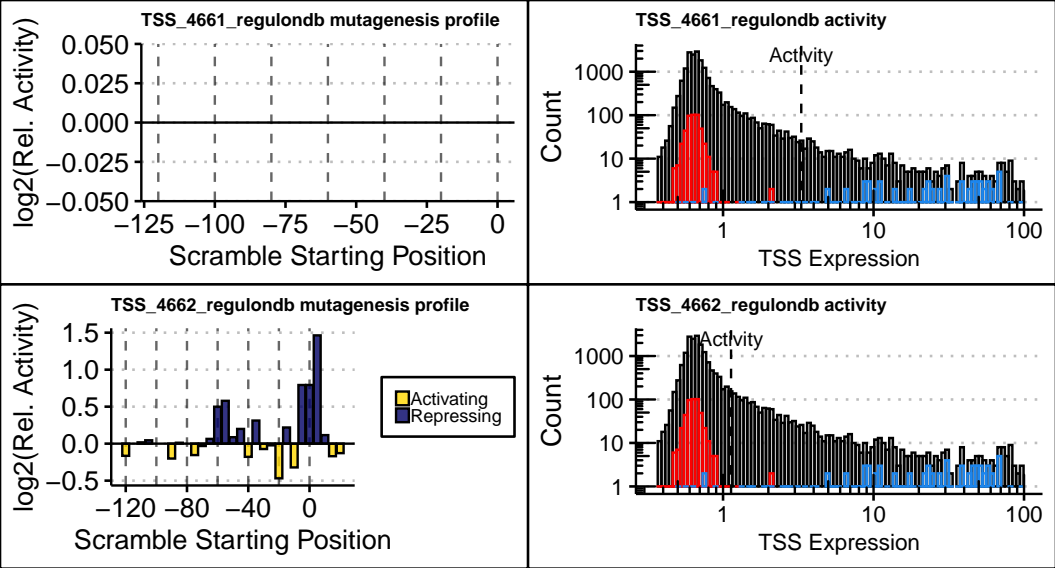 TSS_4661_regulondb mutagenesis profile
log2(Rel. Activity)
0.050
0.025
0.000
−0.025
−0.050
−125 −100 −75 −50 −25 0
Scramble Starting Position
TSS_4661_regulondb activity
Activity
Count
1000
100
10
1
1 10 100
TSS Expression
TSS_4662_regulondb mutagenesis profile
log2(Rel. Activity)
1.5
1.0
0.5
0.0
−0.5
−120 −80 −40 0
Scramble Starting Position
Activating
Repressing
TSS_4662_regulondb activity
Activity
Count
1000
100
10
1
1 10 100
TSS Expression